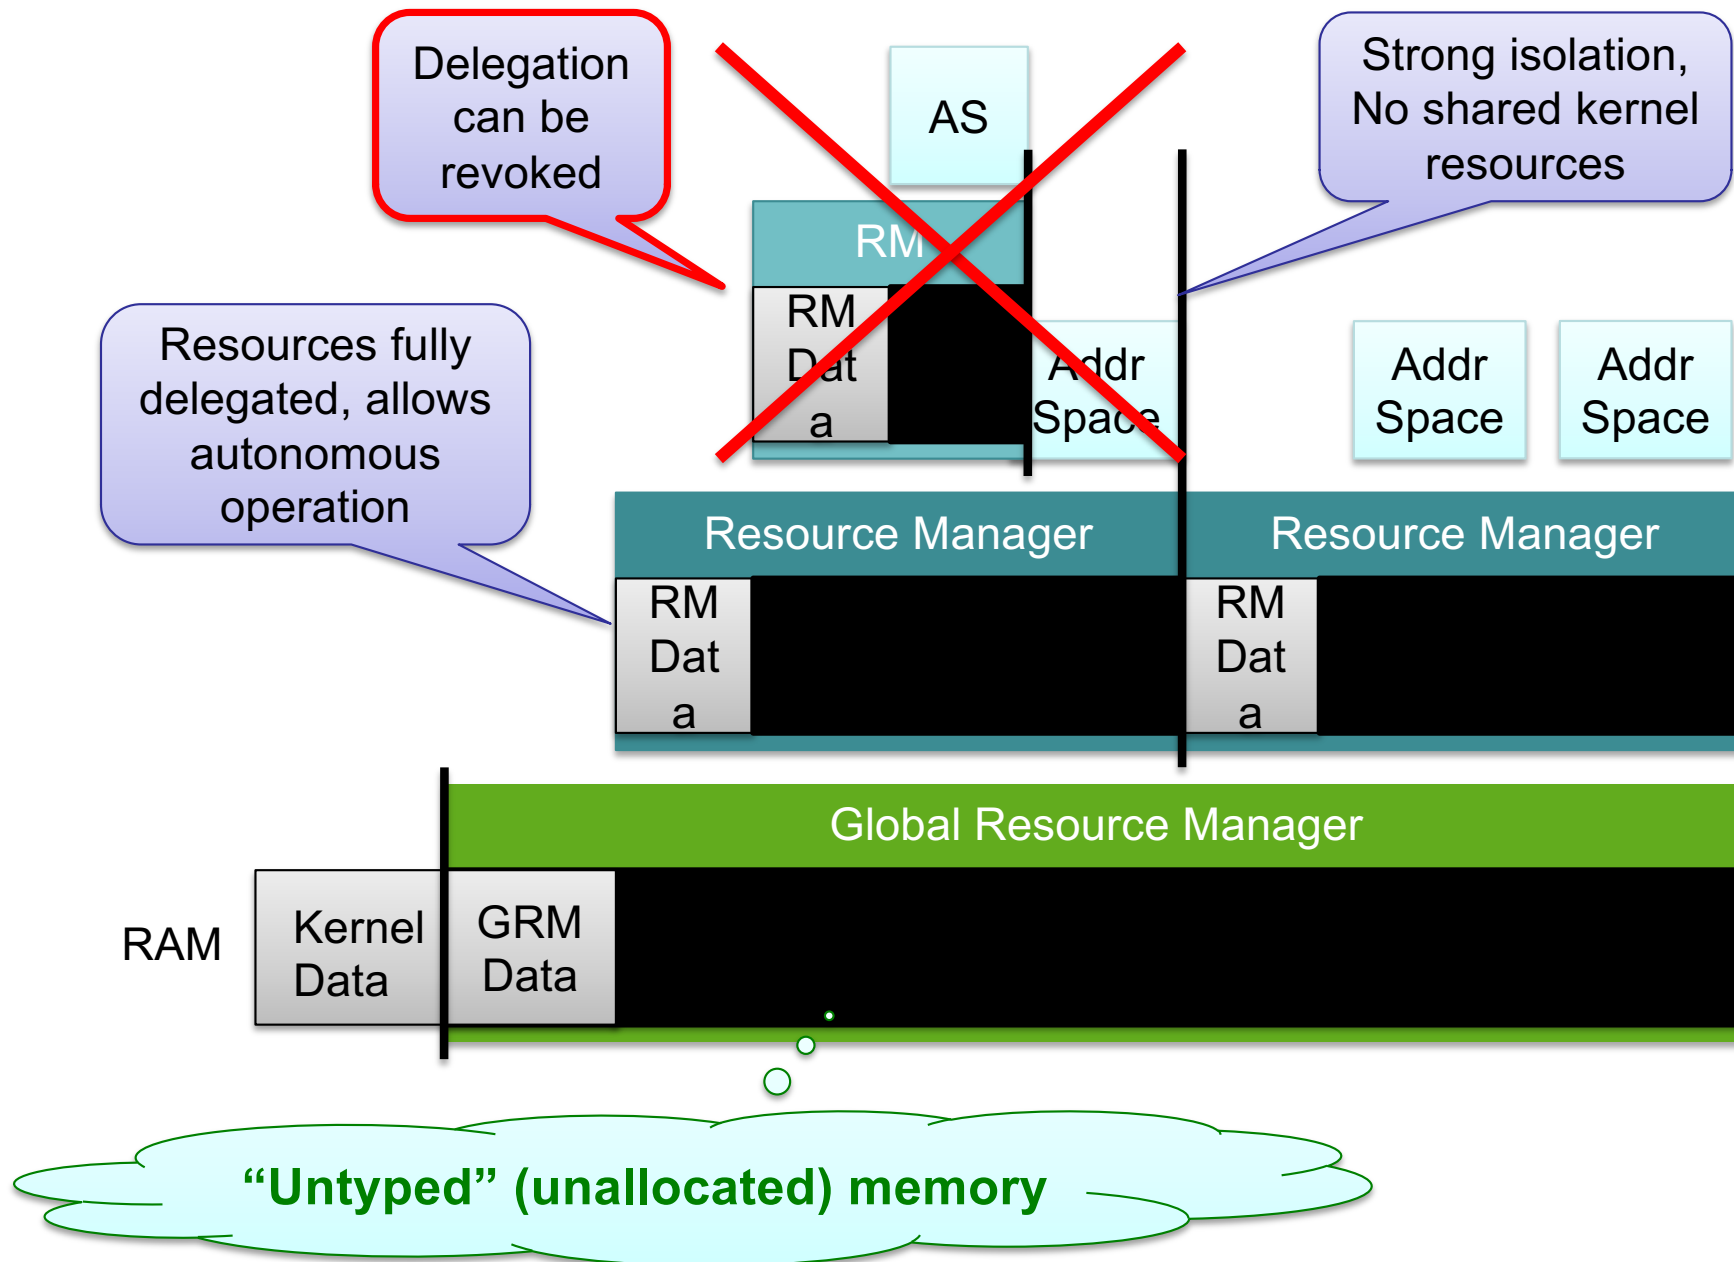 Delegation
can be
revoked
AS
Strong isolation,
No shared kernel
resources
RM
RM
Dat
a
Resources fully
delegated, allows
autonomous
operation
Addr
Space
Addr
Space
Addr
Space
Resource Manager
Resource Manager
RM
Dat
a
RM
Dat
a
Global Resource Manager
RAM
Kernel
Data
GRM
Data
“Untyped” (unallocated) memory